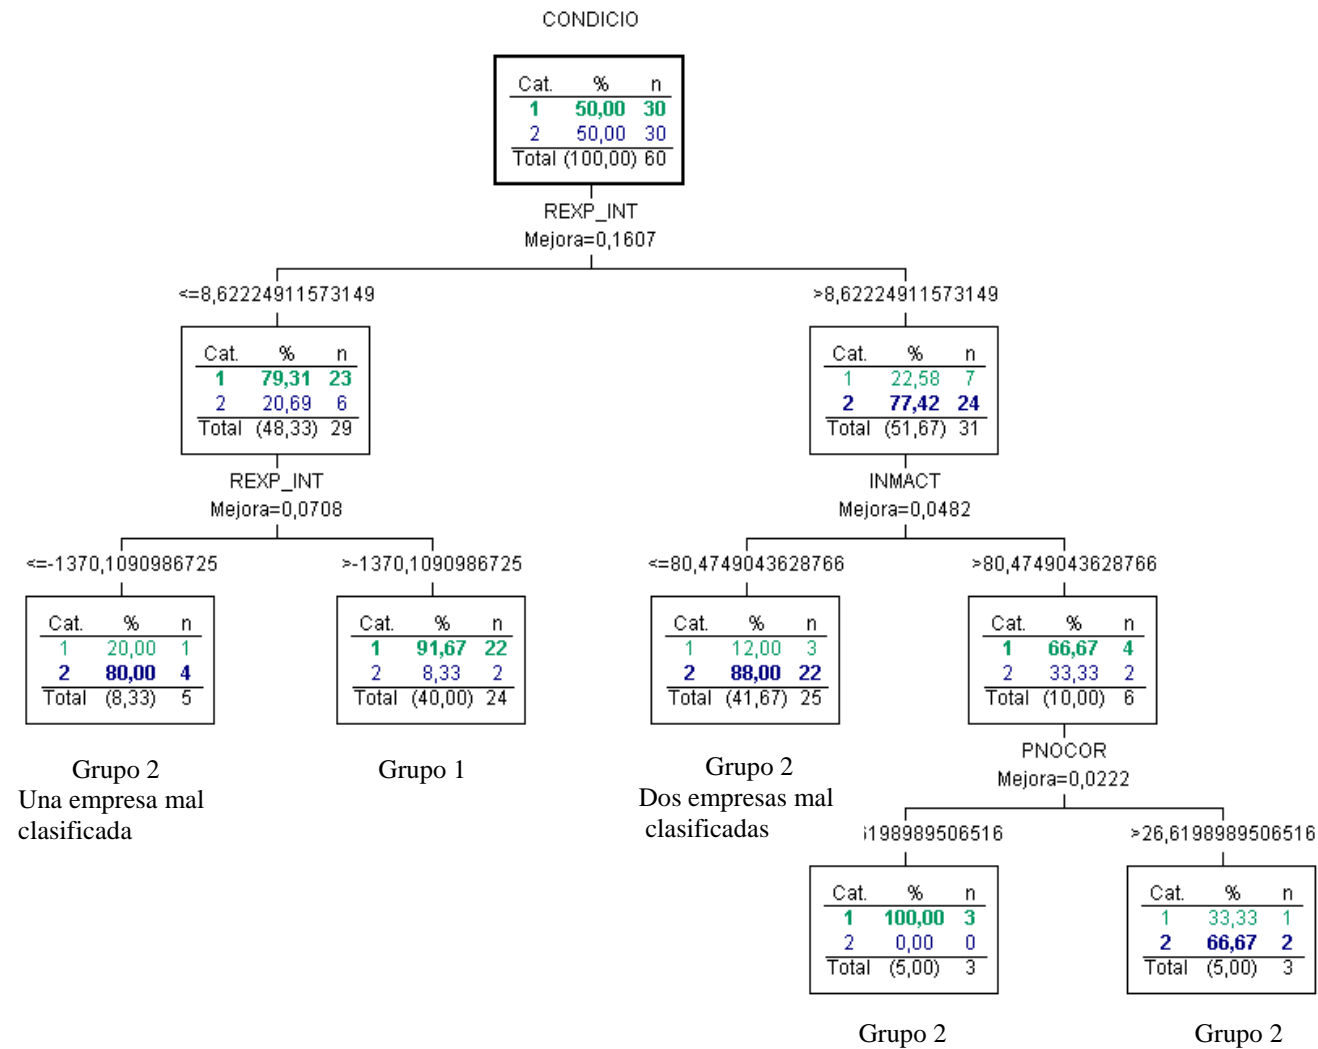 CONDICIO
Cat. % n
1 50,00 30
2 50,00 30
Total (100,00) 60
REXP_INT
Mejora=0,1607
<=8,62224911573149
>8,62224911573149
Cat. % n
1 79,31 23
2 20,69 6
Total (48,33) 29
Cat. % n
1 22,58 7
2 77,42 24
Total (51,67) 31
REXP_INT
Mejora=0,0708
INMACT
Mejora=0,0482
<=-1370,1090986725
>-1370,1090986725
<=80,4749043628766
>80,4749043628766
Cat. % n
1 20,00 1
2 80,00 4
Total (8,33) 5
Cat. % n
1 91,67 22
2 8,33 2
Total (40,00) 24
Cat. % n
1 12,00 3
2 88,00 22
Total (41,67) 25
Cat. % n
1 66,67 4
2 33,33 2
Total (10,00) 6
Grupo 2
Una empresa mal
clasificada
Grupo 1
Grupo 2
Dos empresas mal
clasificadas
PNOCOR
Mejora=0,0222
198989506516
>26,6198989506516
Cat. % n
1 100,00 3
2 0,00 0
Total (5,00) 3
Cat. % n
1 33,33 1
2 66,67 2
Total (5,00) 3
Grupo 2
Grupo 2